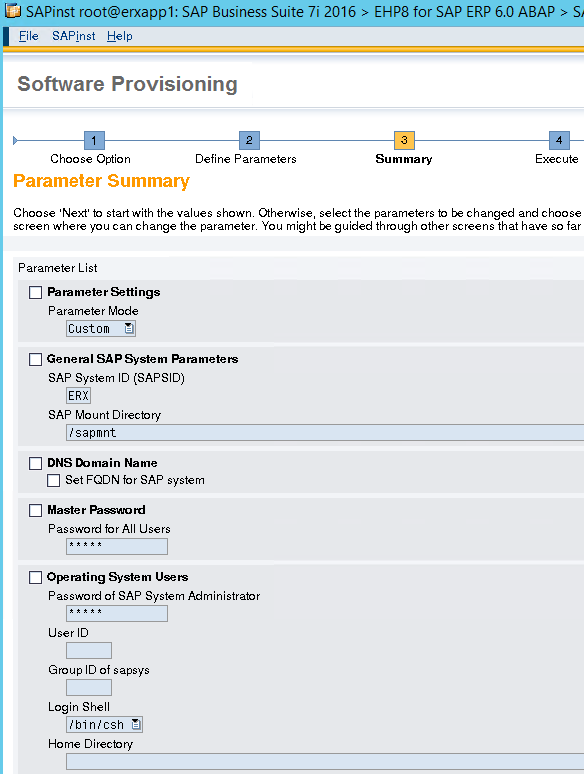 SAPinst root@erxapp1: SAP Business Suite 7i 2016 > EHP8 for SAP ERP 6.0 ABAP > SA
File SAPinst Help
Software Provisioning
1 2 3 4
Choose Option Define Parameters Summary Execute
Parameter Summary
Choose 'Next' to start with the values shown. Otherwise, select the parameters to be changed and choose
screen where you can change the parameter. You might be guided through other screens that have so far
Parameter List
Parameter Settings
Parameter Mode
Custom
General SAP System Parameters
SAP System ID (SAPSID)
ERX
SAP Mount Directory
/sapmnt
DNS Domain Name
Set FQDN for SAP system
Master Password
Password for All Users
*****
Operating System Users
Password of SAP System Administrator
*****
User ID
Group ID of sapsys
Login Shell
/bin/csh
Home Directory